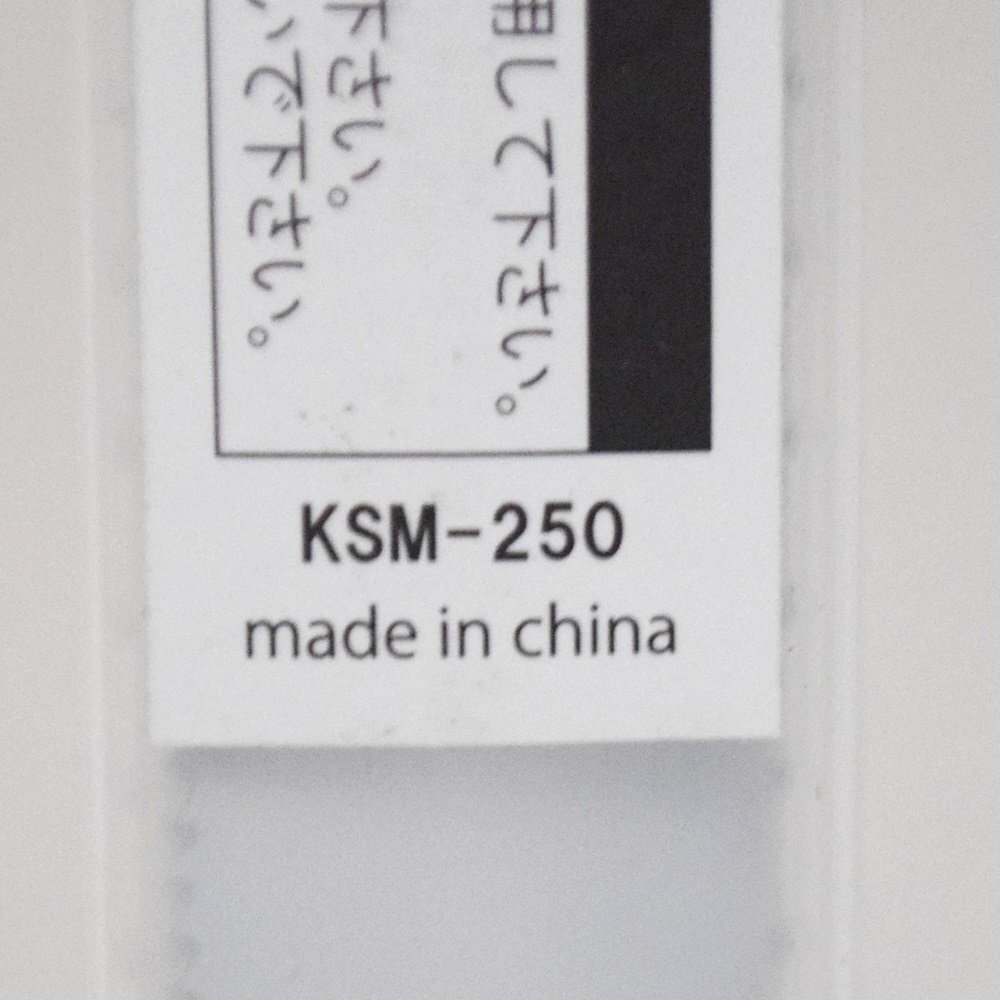 用して下さい。
下さい。
いで下さい。
KSM-250
made in china